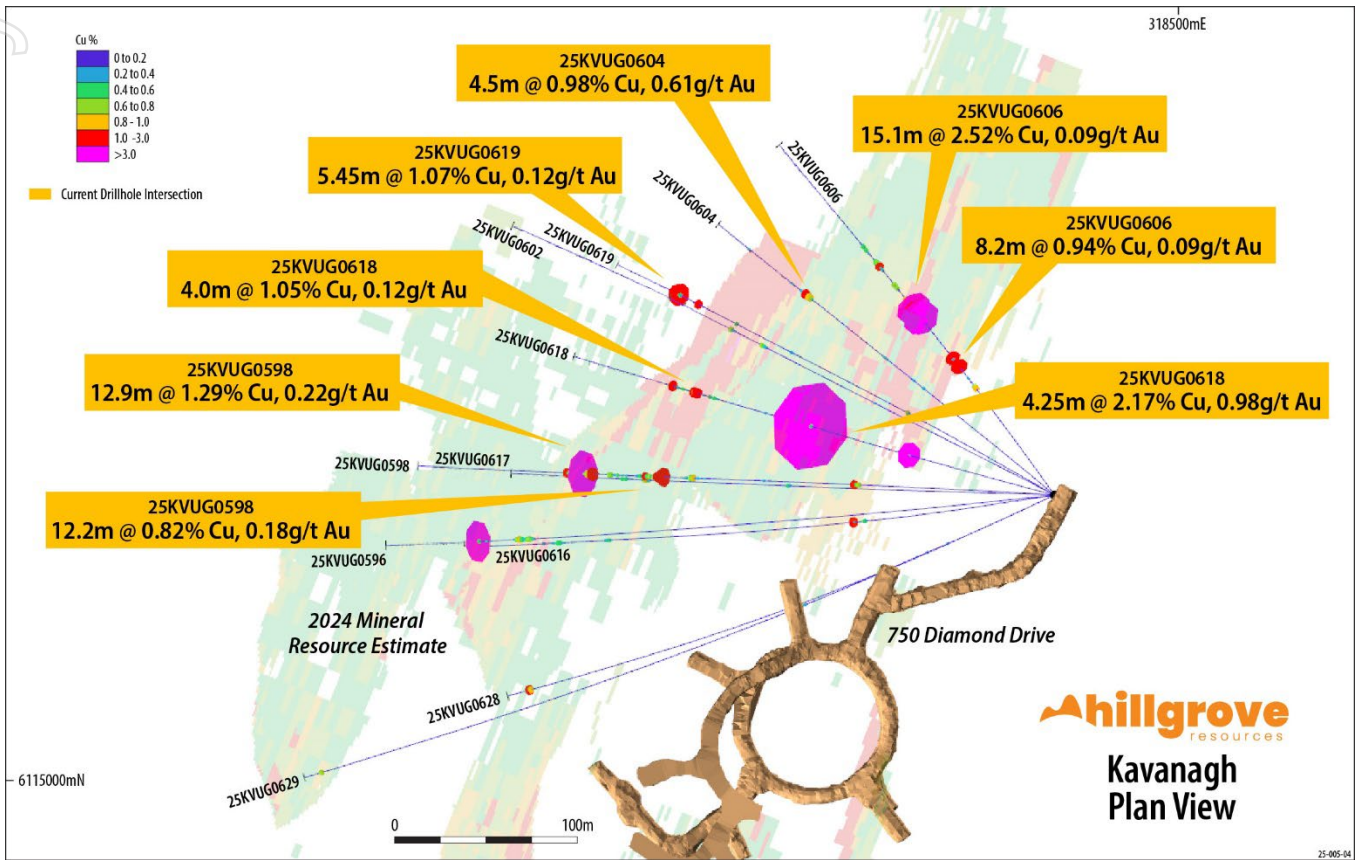 318500mE
Cu %
0 to 0.2
0.2 to 0.4
0.4 to 0.6
0.6 to 0.8
0.8 - 1.0
1.0 -3.0
>3.0
Current Drillhole Intersection
25KVUG0604
4.5m @ 0.98% Cu, 0.61g/t Au
25KVUG0606
15.1m @ 2.52% Cu, 0.09g/t Au
25KVUG0619
5.45m @ 1.07% Cu, 0.12g/t Au
25KVUG0606
25KVUG0604
25KVUG0606
8.2m @ 0.94% Cu, 0.09g/t Au
25KVUG0619
25KVUG0602
25KVUG0618
4.0m @ 1.05% Cu, 0.12g/t Au
25KVUG0618
25KVUG0598
12.9m @ 1.29% Cu, 0.22g/t Au
25KVUG0618
4.25m @ 2.17% Cu, 0.98g/t Au
25KVUG0598
25KVUG0617
25KVUG0598
12.2m @ 0.82% Cu, 0.18g/t Au
25KVUG0596
25KVUG0616
2024 Mineral
Resource Estimate
750 Diamond Drive
25KVUG0628
25KVUG0629
6115000mN
hillgrove
resources
Kavanagh
Plan View
0
100m
25-005-04